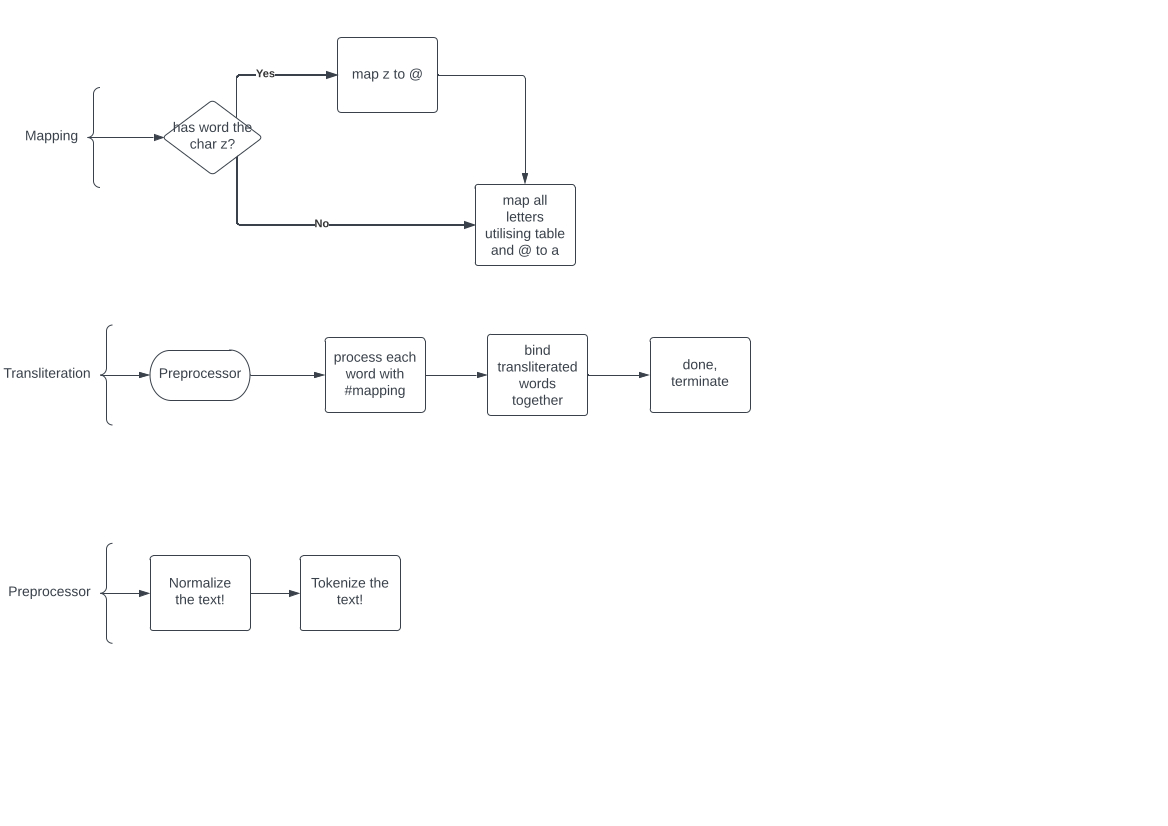 Mapping
has word the
char z?
Yes
map z to @
No
map all
letters
utilising table
and @ to a
Transliteration
Preprocessor
process each
word with
#mapping
bind
transliterated
words
together
done,
terminate
Preprocessor
Normalize
the text!
Tokenize the
text!